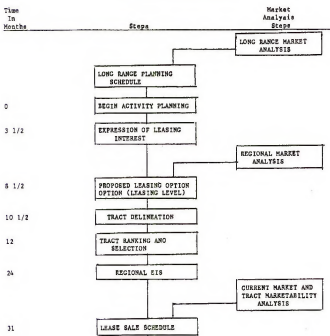 Time
In
Months
Steps
Market
Analysis
Steps
LONG RANGE MARKET
ANALYSIS
LONG RANGE PLANNING
SCHEDULE
0
BEGIN ACTIVITY PLANNING
3 1/2
EXPRESSION OF LEASING
INTEREST
REGIONAL MARKET
ANALYSIS
8 1/2
PROPOSED LEASING OPTION
OPTION (LEASING LEVEL)
10 1/2
TRACT DELINEATION
12
TRACT RANKING AND
SELECTION
24
REGIONAL EIS
CURRENT MARKET AND
TRACT MARKETABILITY
ANALYSIS
31
LEASE SALE SCHEDULE